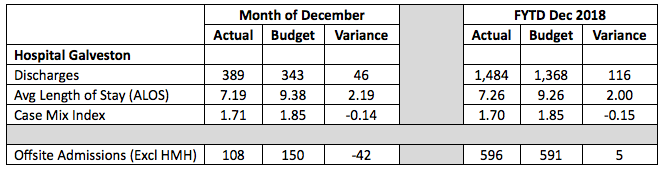 Month of December FYTD Dec 2018
Actual Budget Variance Actual Budget Variance
Hospital Galveston
Discharges 389 343 46 1,484 1,368 116
Avg Length of Stay (ALOS) 7.19 9.38 2.19 7.26 9.26 2.00
Case Mix Index 1.71 1.85 -0.14 1.70 1.85 -0.15
Offsite Admissions (Excl HMH) 108 150 -42 596 591 5